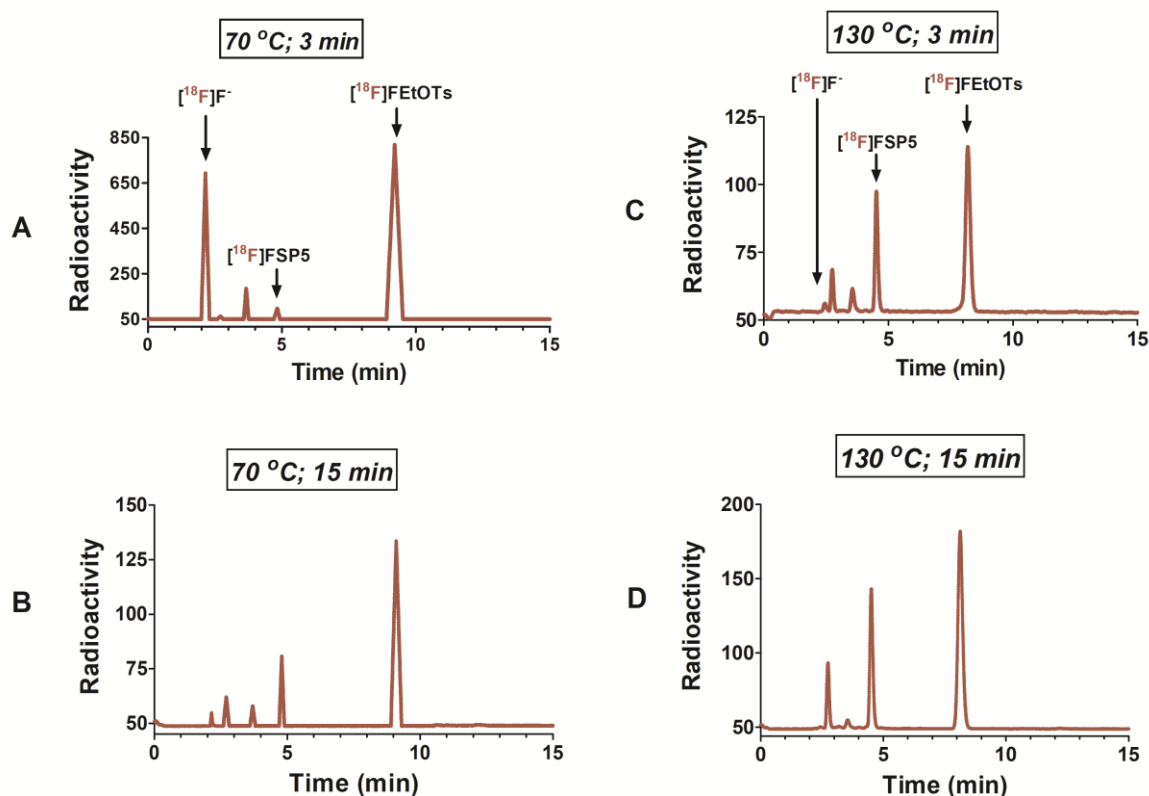 70 °C; 3 min
[18F]F-
[18F]FEtOTs
[18F]FSP5
A
Radioactivity
850
650
450
250
50
0
5
10
15
Time (min)
130 °C; 3 min
[18F]F-
[18F]FEtOTs
[18F]FSP5
C
Radioactivity
125
100
75
50
0
5
10
15
Time (min)
70 °C; 15 min
B
Radioactivity
150
125
100
75
50
0
5
10
15
Time (min)
130 °C; 15 min
D
Radioactivity
200
150
100
50
0
5
10
15
Time (min)